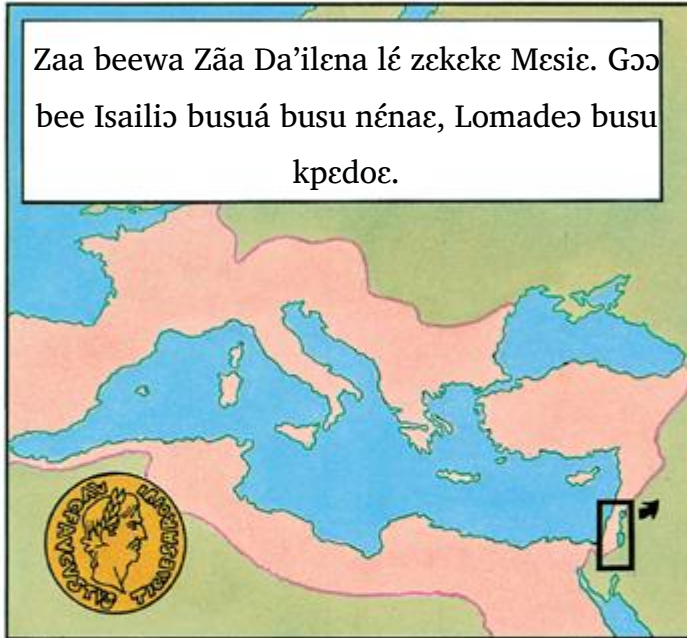 Zaa beewa Zãa Da’ilɛna lɛ́ zɛkɛkɛ Mɛsiɛ. Gɔɔ
bee Isailiɔ busuá busu nɛ́naɛ, Lomadeɔ busu
kpɛdoɛ.